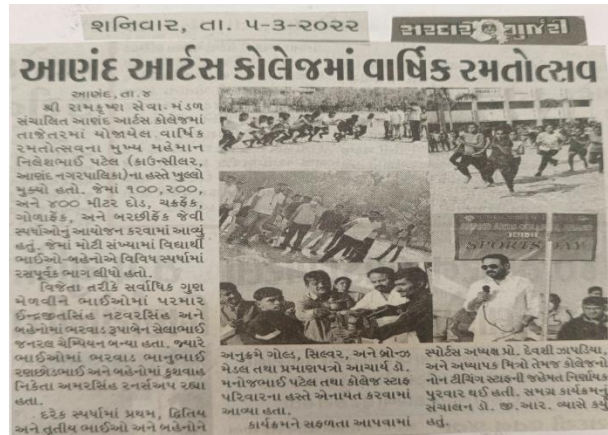 શનિવાર, તા. ૫-૩-૨૦૨૨
સરદાર ગુર્જરી
આણંદ આર્ટસ કોલેજમાં વાર્ષિક રમતોત્સવ
આણંદ,તા.૪
શ્રી રામકૃષ્ણ સેવા મંડળ
સંચાલિત આણંદ આર્ટસ કોલેજમાં
તાજેતરમાં યોજાયેલ વાર્ષિક
રમતોત્સવના મુખ્ય મહેમાન
નિલેશભાઈ પટેલ (કાઉન્સીલર,
આણંદ નગરપાલિકા)ના હસ્તે ખુલ્લો
મુક્યો હતો. જેમાં ૧૦૦,૨૦૦,
અને ૪૦૦ મીટર દોડ, ચક્રફેંક,
ગોળાફેંક, અને બરછીફેંક જેવી
સ્પર્ધાઓનું આયોજન કરવામાં આવ્યુ
હતું. જેમાં મોટી સંખ્યામાં વિદ્યાર્થી
ભાઈઓ-બહેનોએ વિવિધ સ્પર્ધામાં
રસપૂર્વક ભાગ લીધો હતો.
વિજેતા તરીકે સર્વાધિક ગુણ
મેળવીને ભાઈઓમાં પરમાર
ઈન્દ્રજીતસિંહ નટવરસિંહ અને
બહેનોમાં ભરવાડ રૂપાબેન સેલાભાઈ
જનરલ ચેમ્પિયન બન્યા હતા. જ્યારે
ભાઈઓમાં ભરવાડ ભાનુભાઈ
રણછોડભાઈ અને બહેનોમાં કુશવાહ
નિકેતા અમરસિંહ રનર્સઅપ રહ્યા
હતા.
દરેક સ્પર્ધામાં પ્રથમ, દ્વિતિય
અને તૃતીય ભાઈઓ અને બહેનોને
અનુક્રમે ગોલ્ડ, સિલ્વર, અને બ્રોન્ઝ
મેડલ તથા પ્રમાણપત્રો આચાર્ય ડો.
મનોજભાઈ પટેલ તથા કોલેજ સ્ટાફ
પરિવારના હસ્તે એનાયત કરવામાં
આવ્યા હતા.
કાર્યક્રમને સફળતા આપવામાં
સ્પોર્ટસ અધ્યક્ષ પ્રો. દેવશી ઝાપડિયા,
અને અધ્યાપક મિત્રો તેમજ કોલેજનો
નોન ટીચિંગ સ્ટાફની જહેમત નિર્ણાયક
પુરવાર થઈ હતી. સમગ્ર કાર્યક્રમનું
સંચાલન ડો. જી.આર. વ્યાસે કર્યુ
હતું.
SPORTS DAY